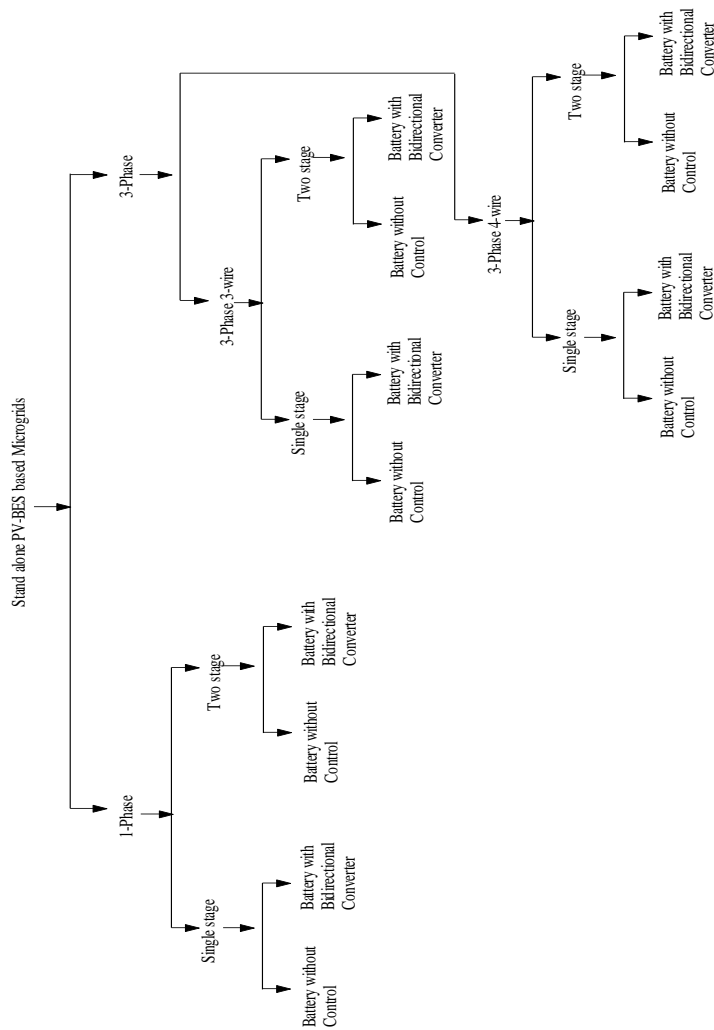 Stand alone PV-BES based Microgrids
1-Phase
3-Phase
Single stage
Two stage
Battery without
Control
Battery with
Bidirectional
Converter
Battery without
Control
Battery with
Bidirectional
Converter
3-Phase 3-wire
Single stage
Two stage
Battery without
Control
Battery with
Bidirectional
Converter
Battery without
Control
Battery with
Bidirectional
Converter
3-Phase 4-wire
Single stage
Two stage
Battery without
Control
Battery with
Bidirectional
Converter
Battery without
Control
Battery with
Bidirectional
Converter